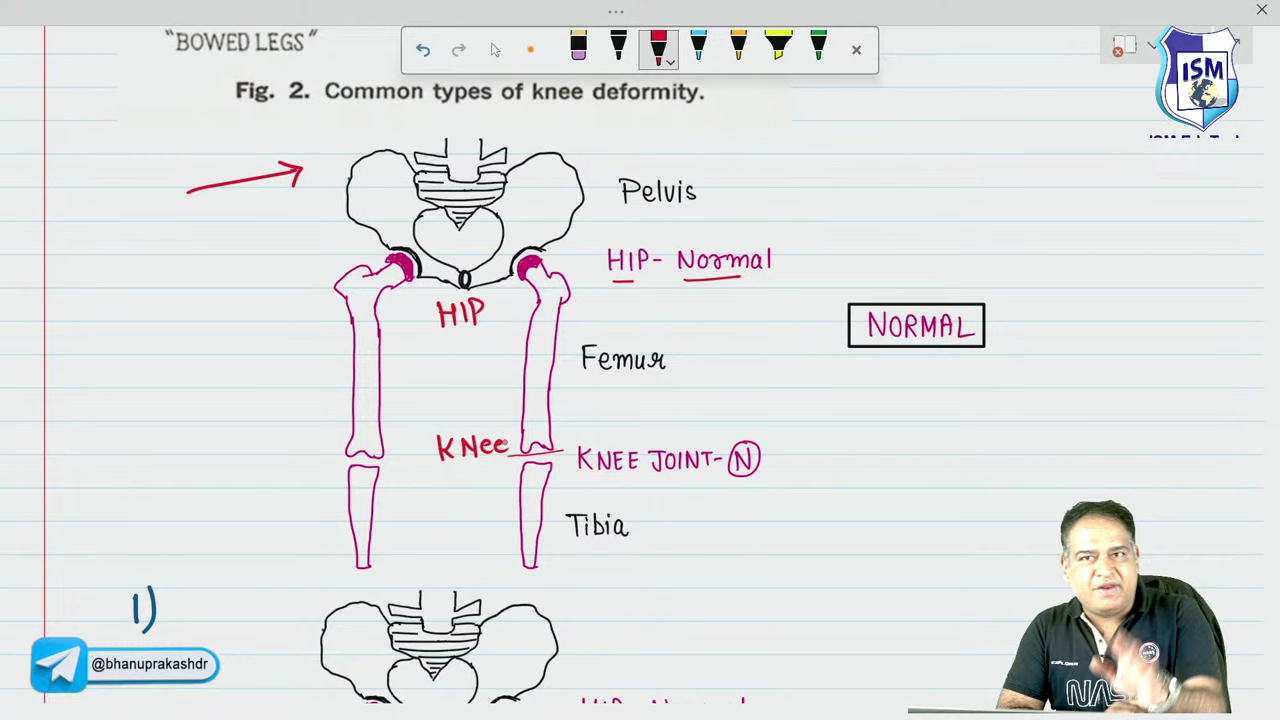 "BOWED LEGS"
Fig. 2. Common types of knee deformity.
ISM
Pelvis
HIP- Normal
HIP
NORMAL
Femur
KNee
KNEE JOINT- N
Tibia
1)
@bhanuprakashdr
NAS